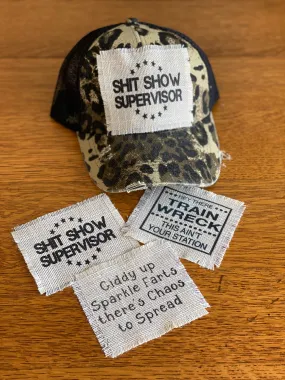 SHIT SHOW
SUPERVISOR
SHIT SHOW
SUPERVISOR
HEY THERE
TRAIN
WRECK
THIS AIN'T
YOUR STATION
Giddy up
Sparkle Farts
there's Chaos
to Spread